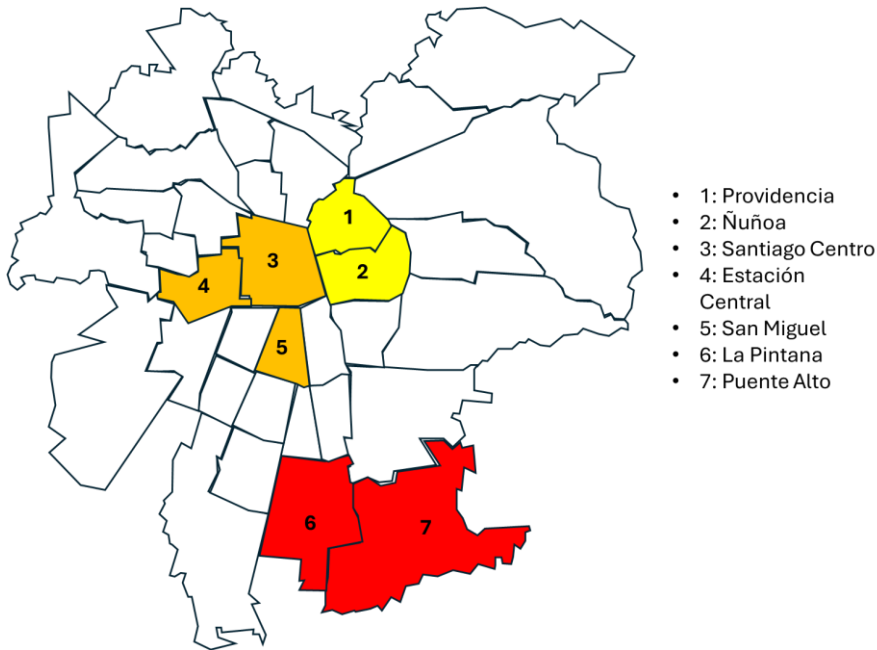 1
2
3
4
5
6
7
• 1: Providencia
• 2: Ñuñoa
• 3: Santiago Centro
• 4: Estación
Central
• 5: San Miguel
• 6: La Pintana
• 7: Puente Alto